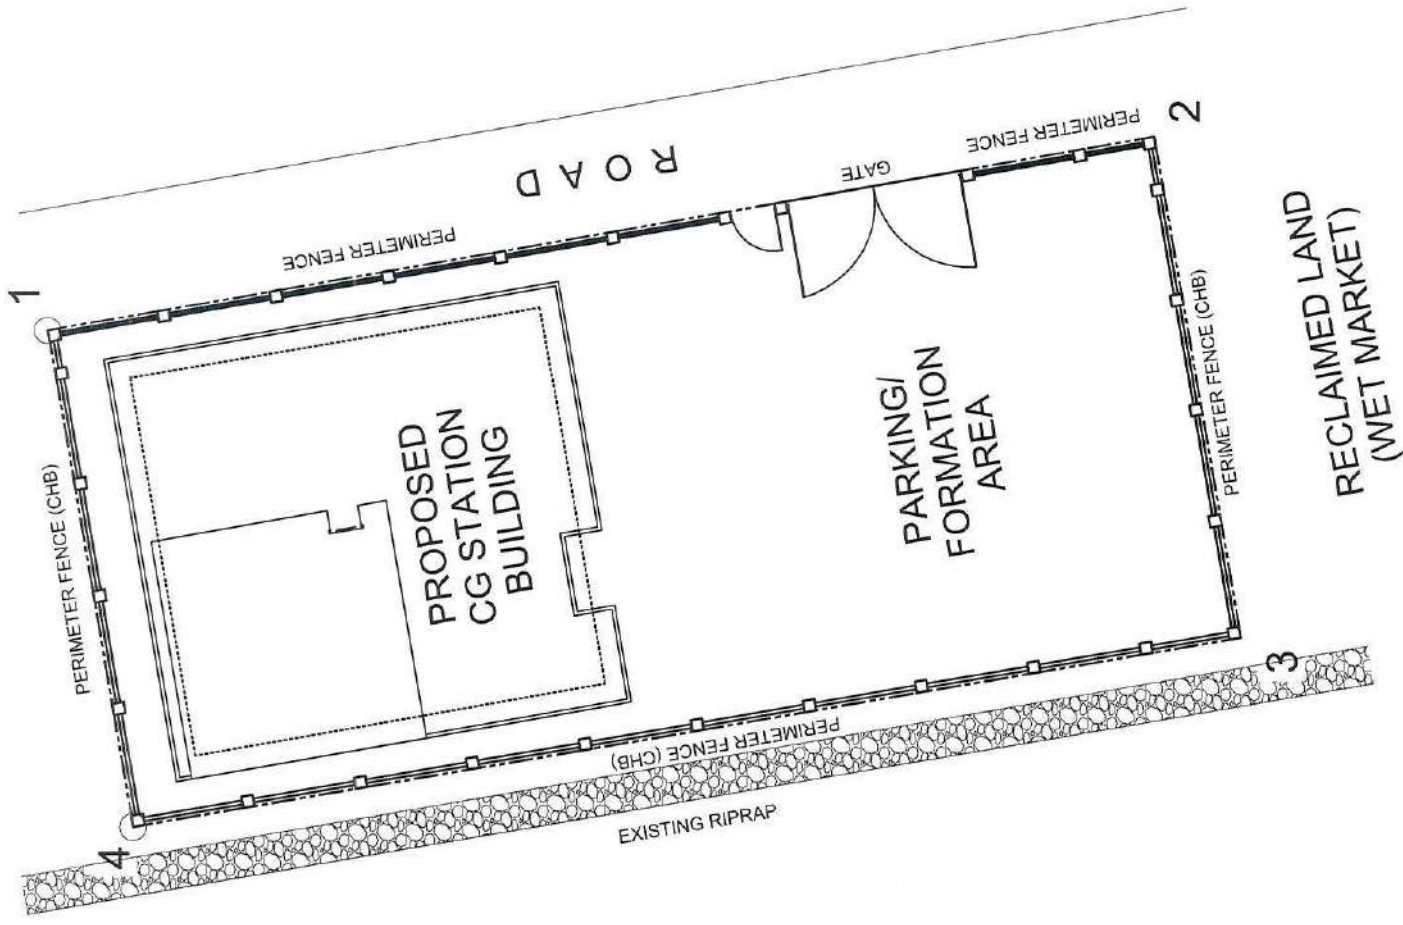 1
ROAD
PERIMETER FENCE
GATE
PERIMETER FENCE
2
PERIMETER FENCE (CHB)
PROPOSED
CG STATION
BUILDING
PARKING/
FORMATION
AREA
PERIMETER FENCE (CHB)
RECLAIMED LAND
(WET MARKET)
PERIMETER FENCE (CHB)
3
4
EXISTING RIPRAP